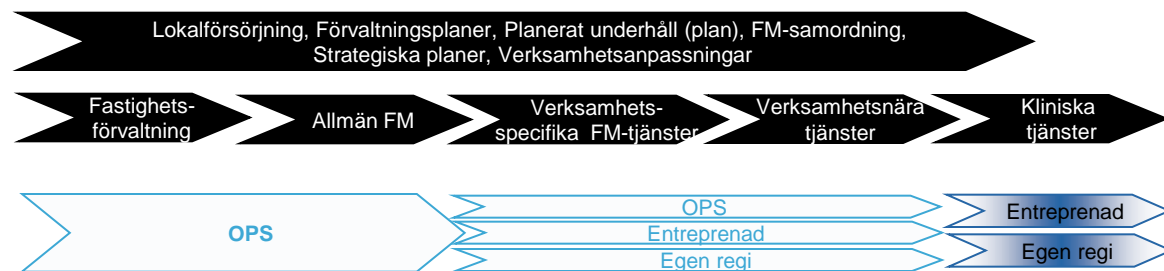 Lokalförsörjning, Förvaltningsplaner, Planerat underhåll (plan), FM-samordning,
Strategiska planer, Verksamhetsanpassningar
Fastighets-
förvaltning
Allmän FM
Verksamhets-
specifika FM-tjänster
Verksamhetsnära
tjänster
Kliniska
tjänster
OPS
OPS
Entreprenad
Egen regi
Entreprenad
Egen regi